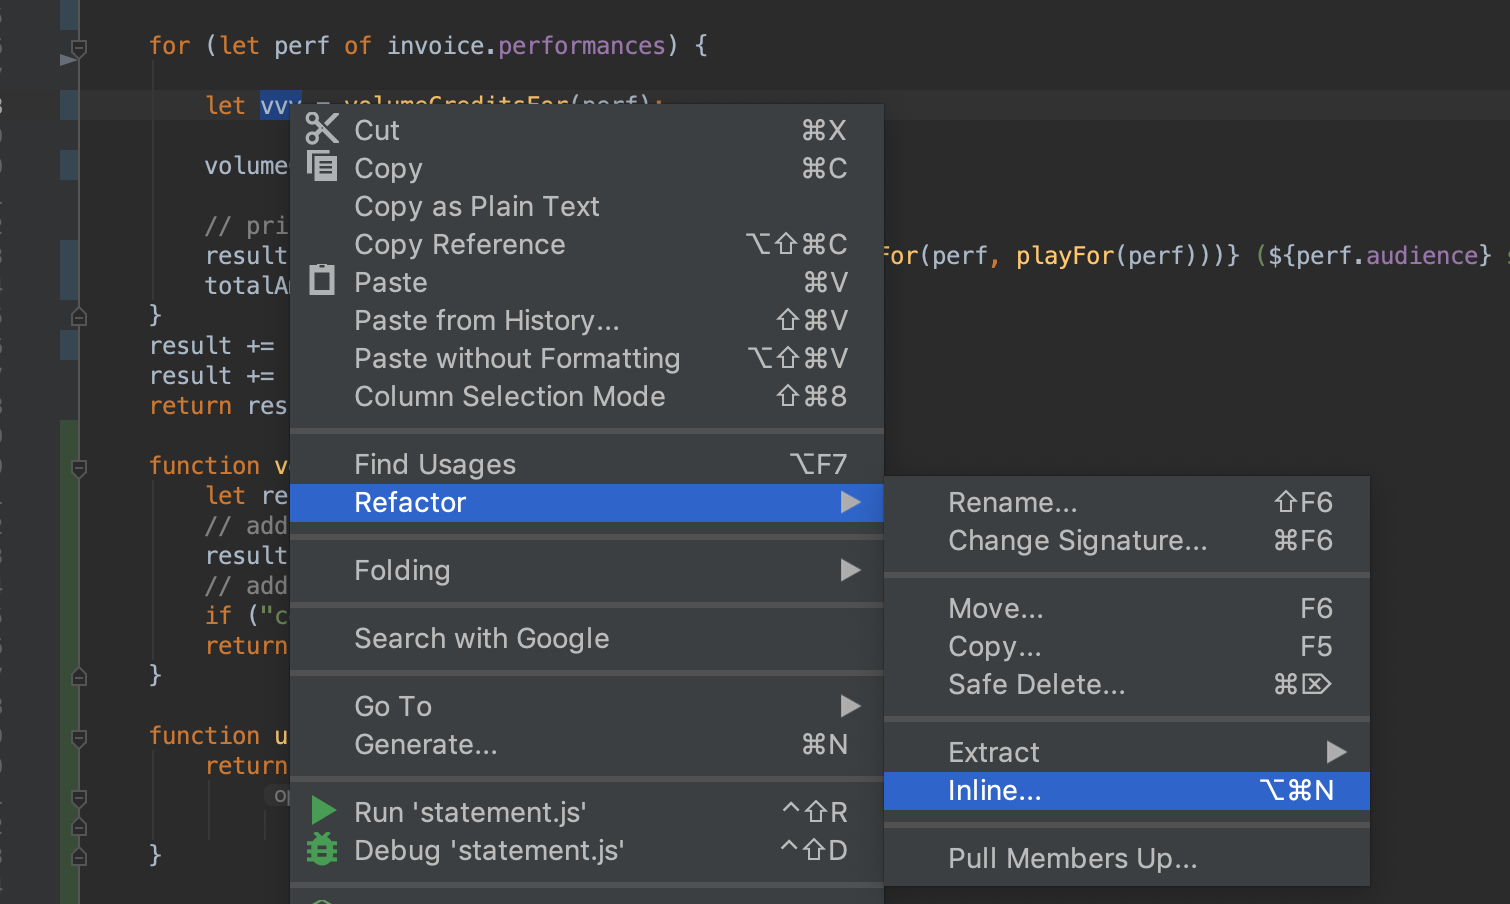 for (let perf of invoice.performances) {
let vvv = volumeCreditsFor(perf);
volume
// pri
result For(perf, playFor(perf)))} (${perf.audience} s
totalA
}
result +=
result +=
return res
function v
let re
// add
result
// add
if ("c
return
}
function u
return
op
}
Cut ⌘X
Copy ⌘C
Copy as Plain Text
Copy Reference ⌥⇧⌘C
Paste ⌘V
Paste from History... ⇧⌘V
Paste without Formatting ⌥⇧⌘V
Column Selection Mode ⇧⌘8
Find Usages ⌥F7
Refactor
Folding
Search with Google
Go To
Generate... ⌘N
Run 'statement.js' ^⇧R
Debug 'statement.js' ^⇧D
Rename... ⇧F6
Change Signature... ⌘F6
Move... F6
Copy... F5
Safe Delete... ⌘⌦
Extract
Inline... ⌥⌘N
Pull Members Up...